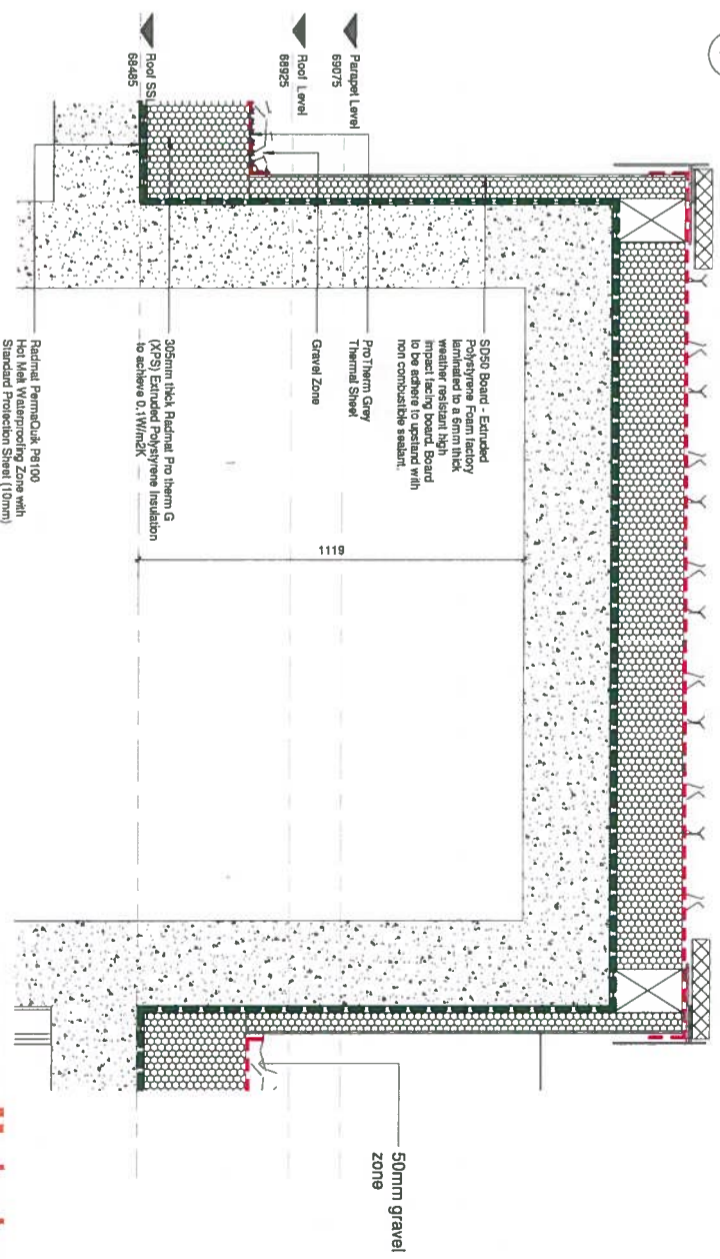 Parapet Level
69075
Roof Level
68925
Roof SSL
68485
SD50 Board - Extruded
Polystyrene Foam factory
laminated to a 6mm thick
weather resistant high
impact facing board. Board
to be adhere to upstand with
non combustible sealant.
ProTherm Grey
Thermal Sheet
Gravel Zone
305mm thick Radmat Pro therm G
(XPS) Extruded Polystyrene Insulation
to achieve 0.1W/m2K
Radmat PermaQuik P6100
Hot Melt Waterproofing Zone with
Standard Protection Sheet (10mm)
1119
50mm gravel
zone